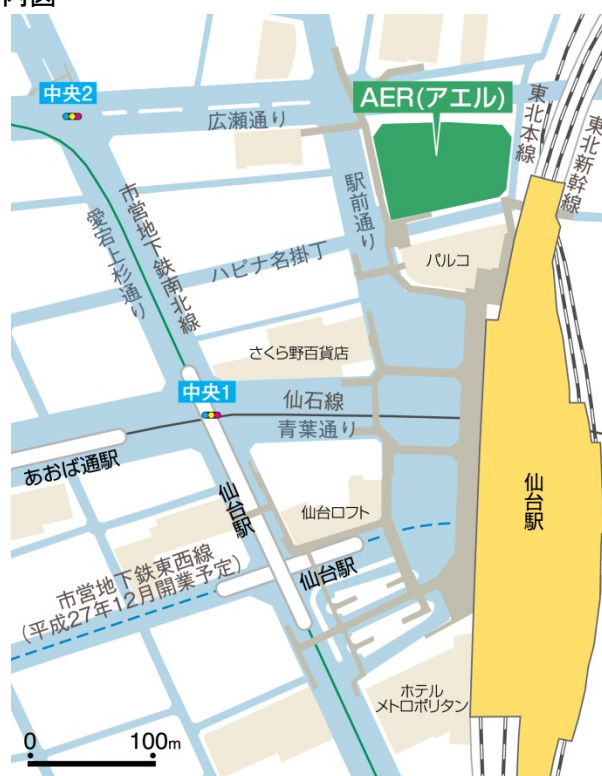 中央2
AER(アエル)
広瀬通り
東北本線
東北新幹線
駅前通り
市営地下鉄南北線
愛宕上杉通り
ハピナ名掛丁
パルコ
さくら野百貨店
中央1
仙石線
青葉通り
あおば通駅
仙台駅
仙台ロフト
仙台駅
仙台駅
市営地下鉄東西線
(平成27年12月開業予定)
ホテル
メトロポリタン
0 100m